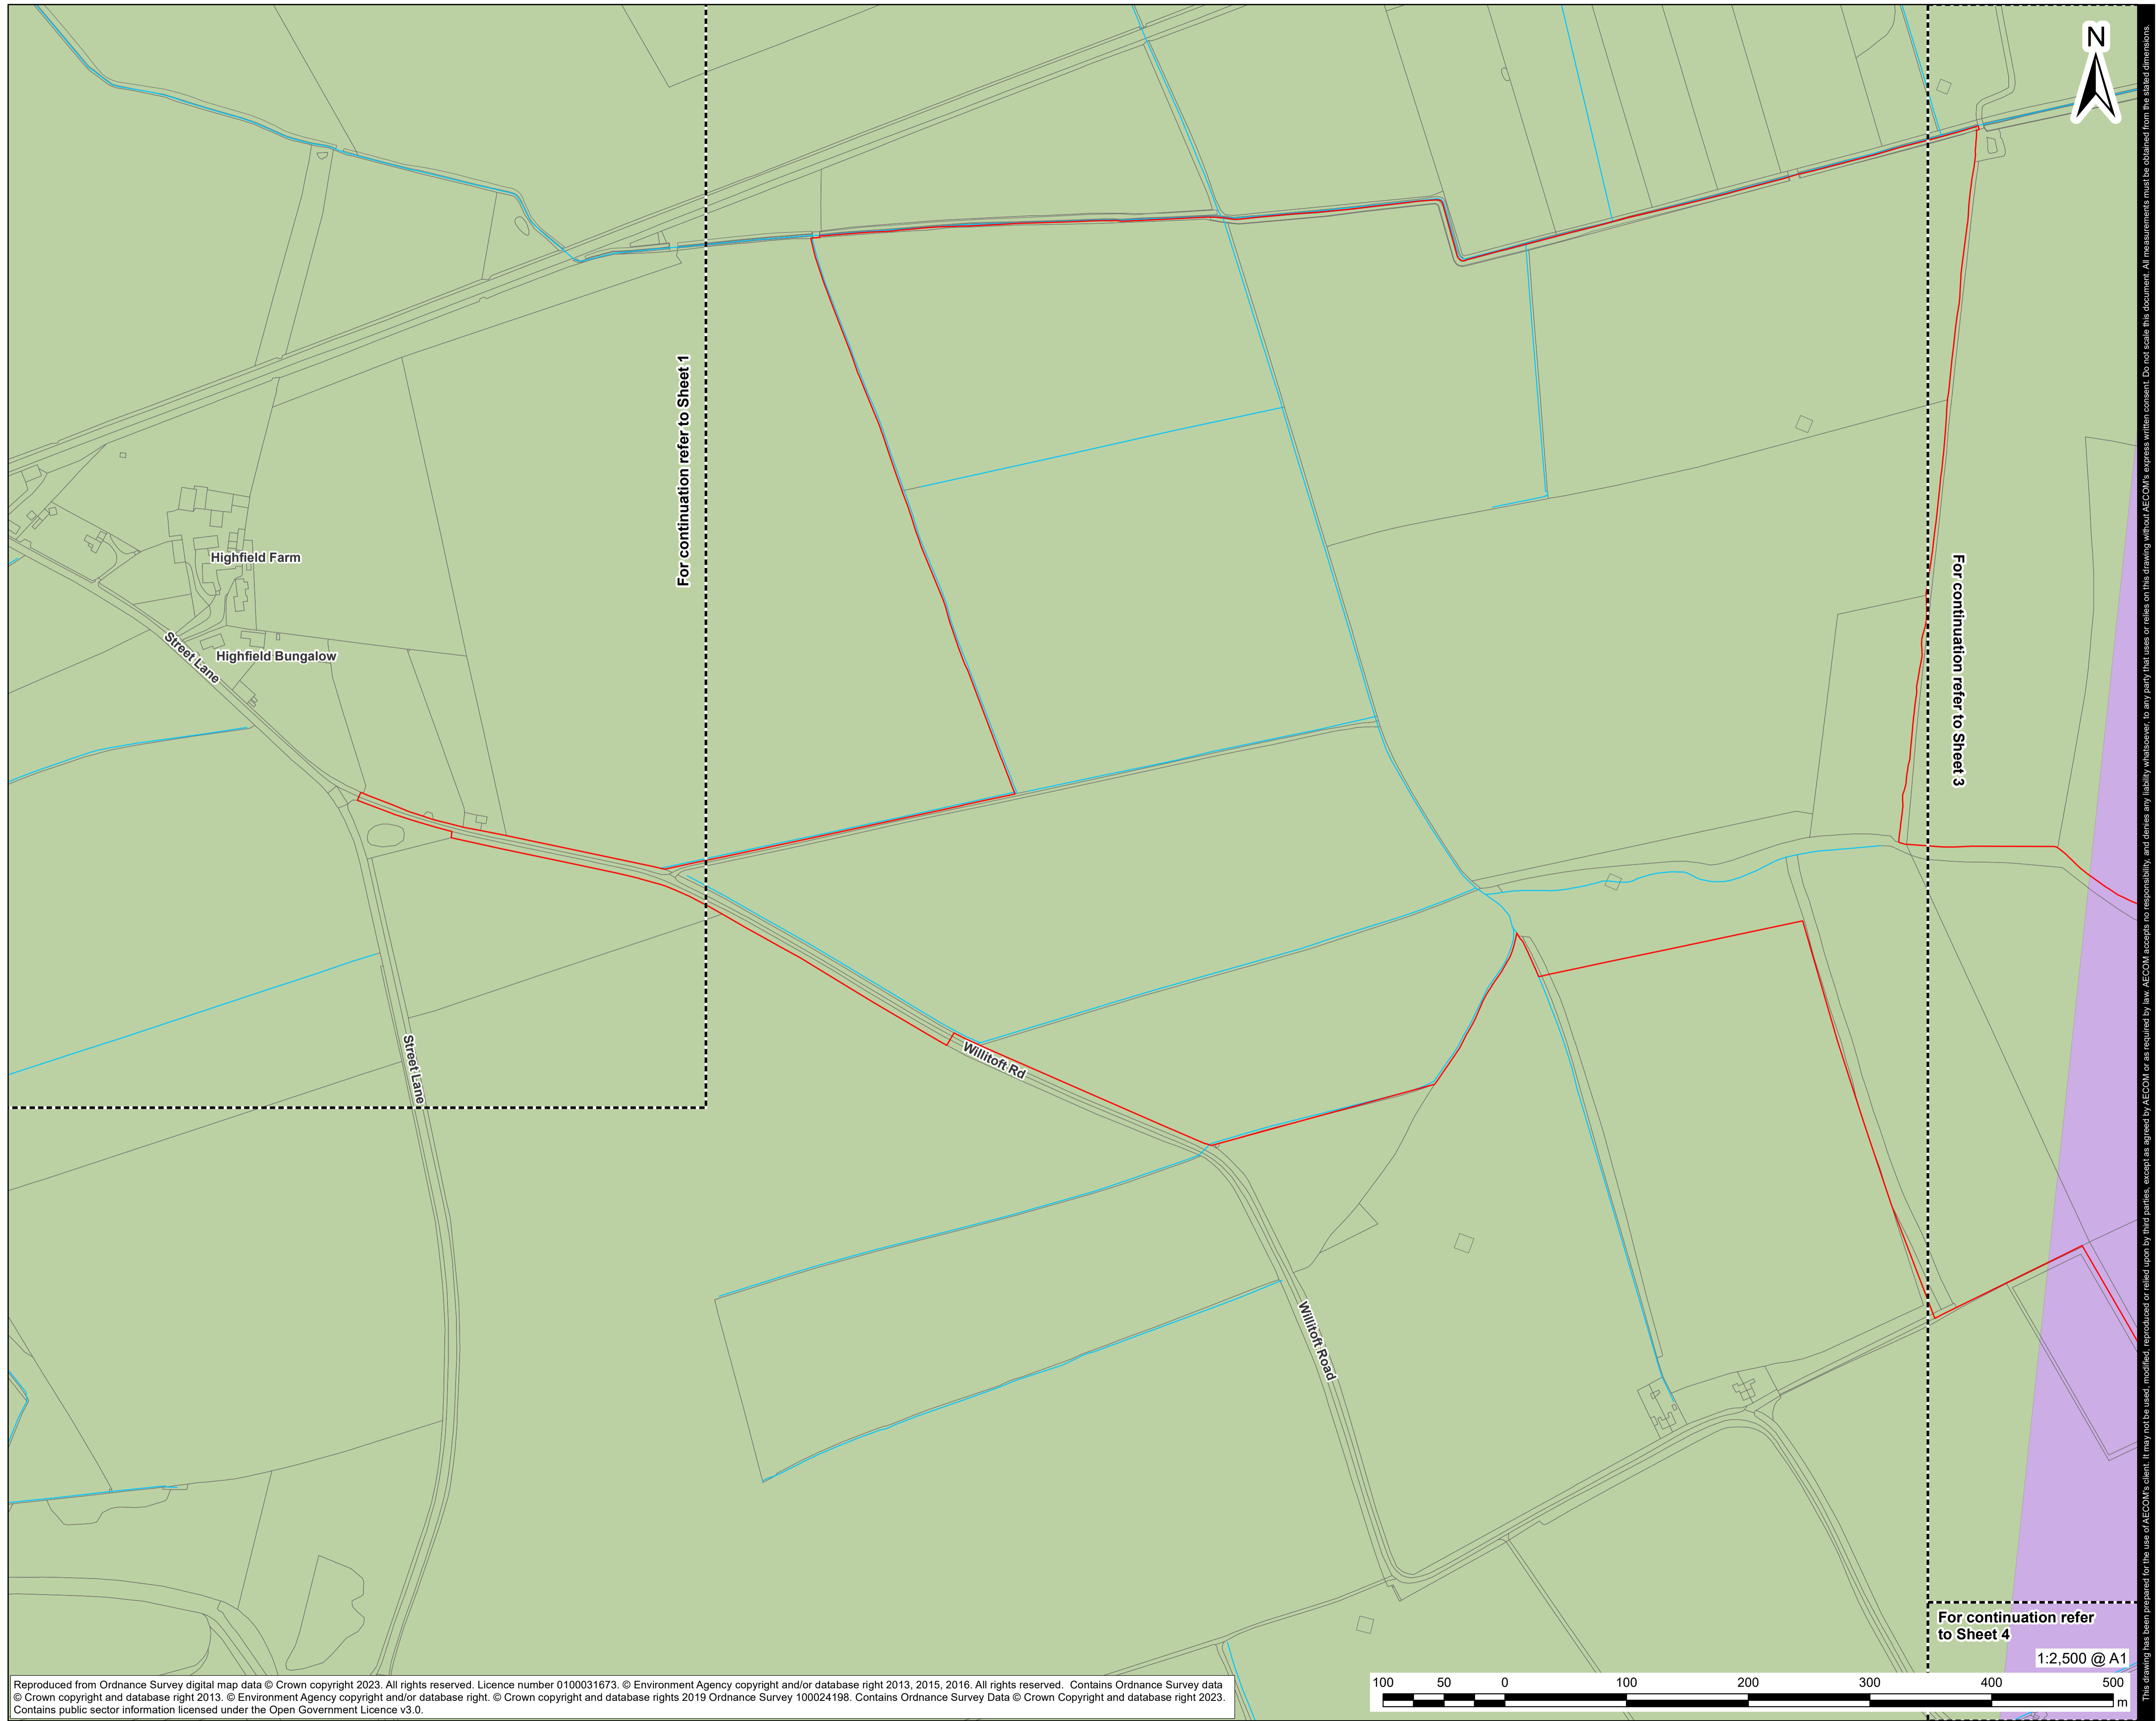 N
For continuation refer to Sheet 1
Highfield Farm
For continuation refer to Sheet 3
Street Lane
Highfield Bungalow
Willitoft Rd
Street Lane
Willitoft Road
For continuation refer
to Sheet 4
1:2,500 @ A1
100 50 0 100 200 300 400 500
m
Reproduced from Ordnance Survey digital map data © Crown copyright 2023. All rights reserved. Licence number 0100031673. © Environment Agency copyright and/or database right 2013, 2015, 2016. All rights reserved. Contains Ordnance Survey data
© Crown copyright and database right 2013. © Environment Agency copyright and/or database right. © Crown copyright and database rights 2019 Ordnance Survey 100024198. Contains Ordnance Survey Data © Crown Copyright and database right 2023.
Contains public sector information licensed under the Open Government Licence v3.0.
This drawing has been prepared for the use of AECOM's client. It may not be used, modified, reproduced or relied upon by third parties, except as agreed by AECOM or as required by law. AECOM accepts no responsibility, and denies any liability whatsoever, to any party that uses or relies on this drawing without AECOM's express written consent. Do not scale this document. All measurements must be obtained from the stated dimensions.